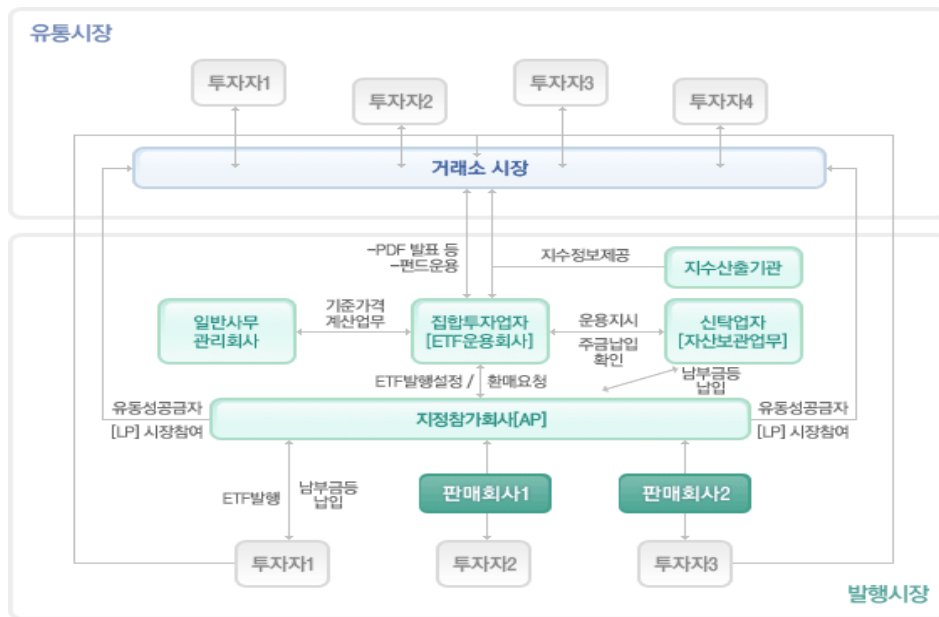 유통시장
투자자1
투자자2
투자자3
투자자4
거래소 시장
-PDF 발표 등
-펀드운용
지수정보제공
지수산출기관
일반사무
관리회사
기준가격
계산업무
집합투자업자
[ETF운용회사]
운용지시
주금납입
확인
신탁업자
[자산보관업무]
ETF발행설정 / 환매요청
남부금등
납입
유동성공급자
[LP] 시장참여
지정참가회사[AP]
유동성공급자
[LP] 시장참여
ETF발행
남부금등
납입
판매회사1
판매회사2
투자자1
투자자2
투자자3
발행시장